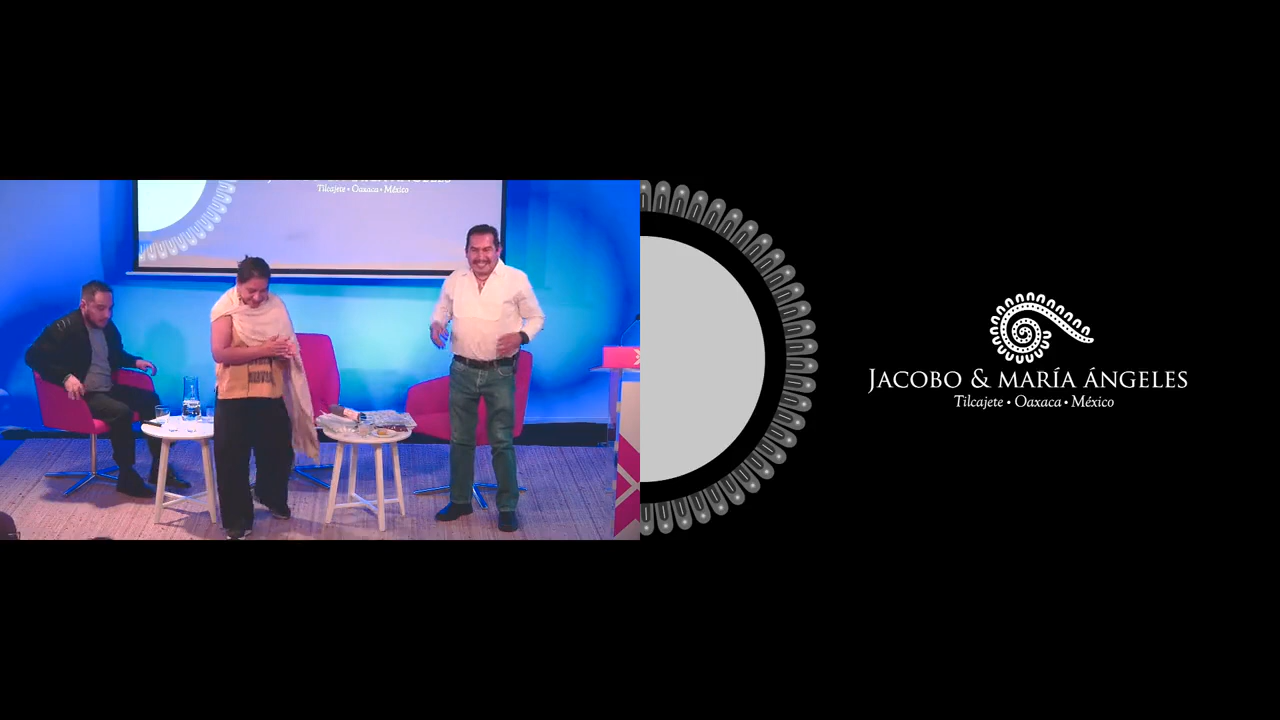 Tilcajete • Oaxaca • México
JACOBO & MARÍA ÁNGELES
Tilcajete • Oaxaca • México